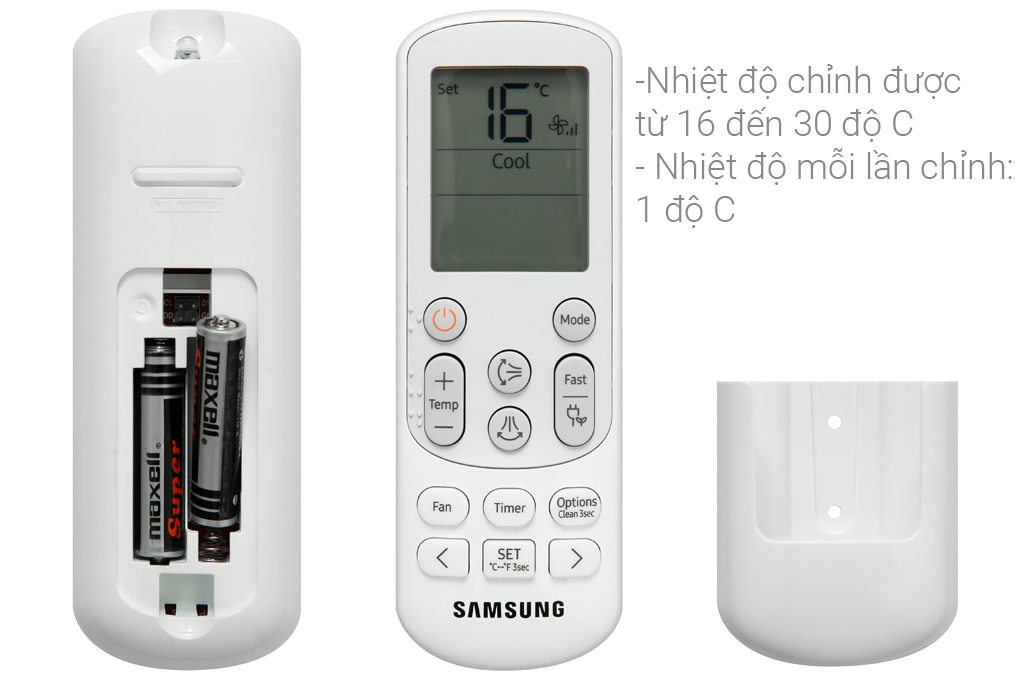 -Nhiệt độ chỉnh được
từ 16 đến 30 độ C
- Nhiệt độ mỗi lần chỉnh:
1 độ C
Set 16 °C
Cool
Mode
Temp
Fast
Fan
Timer
Options
Clean 3sec
SET
°C↔°F 3sec
SAMSUNG
maxell®
Super
maxell®